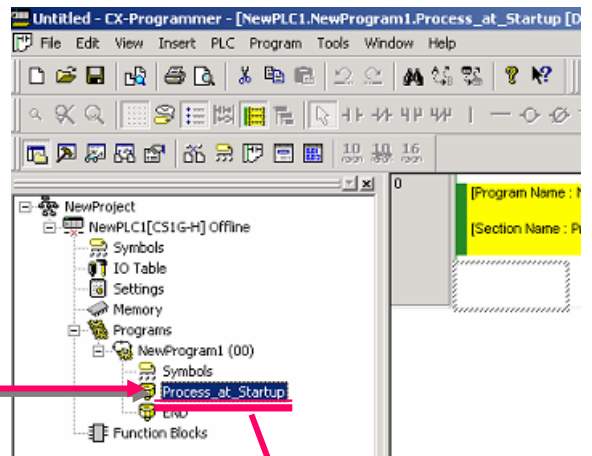 Untitled - CX-Programmer - [NewPLC1.NewProgram1.Process_at_Startup [D
File Edit View Insert PLC Program Tools Window Help
10 10 16
NewProject
NewPLC1[CS1G-H] Offline
Symbols
IO Table
Settings
Memory
Programs
NewProgram1 (00)
Symbols
Process_at_Startup
END
Function Blocks
0
[Program Name : N
[Section Name : Pr